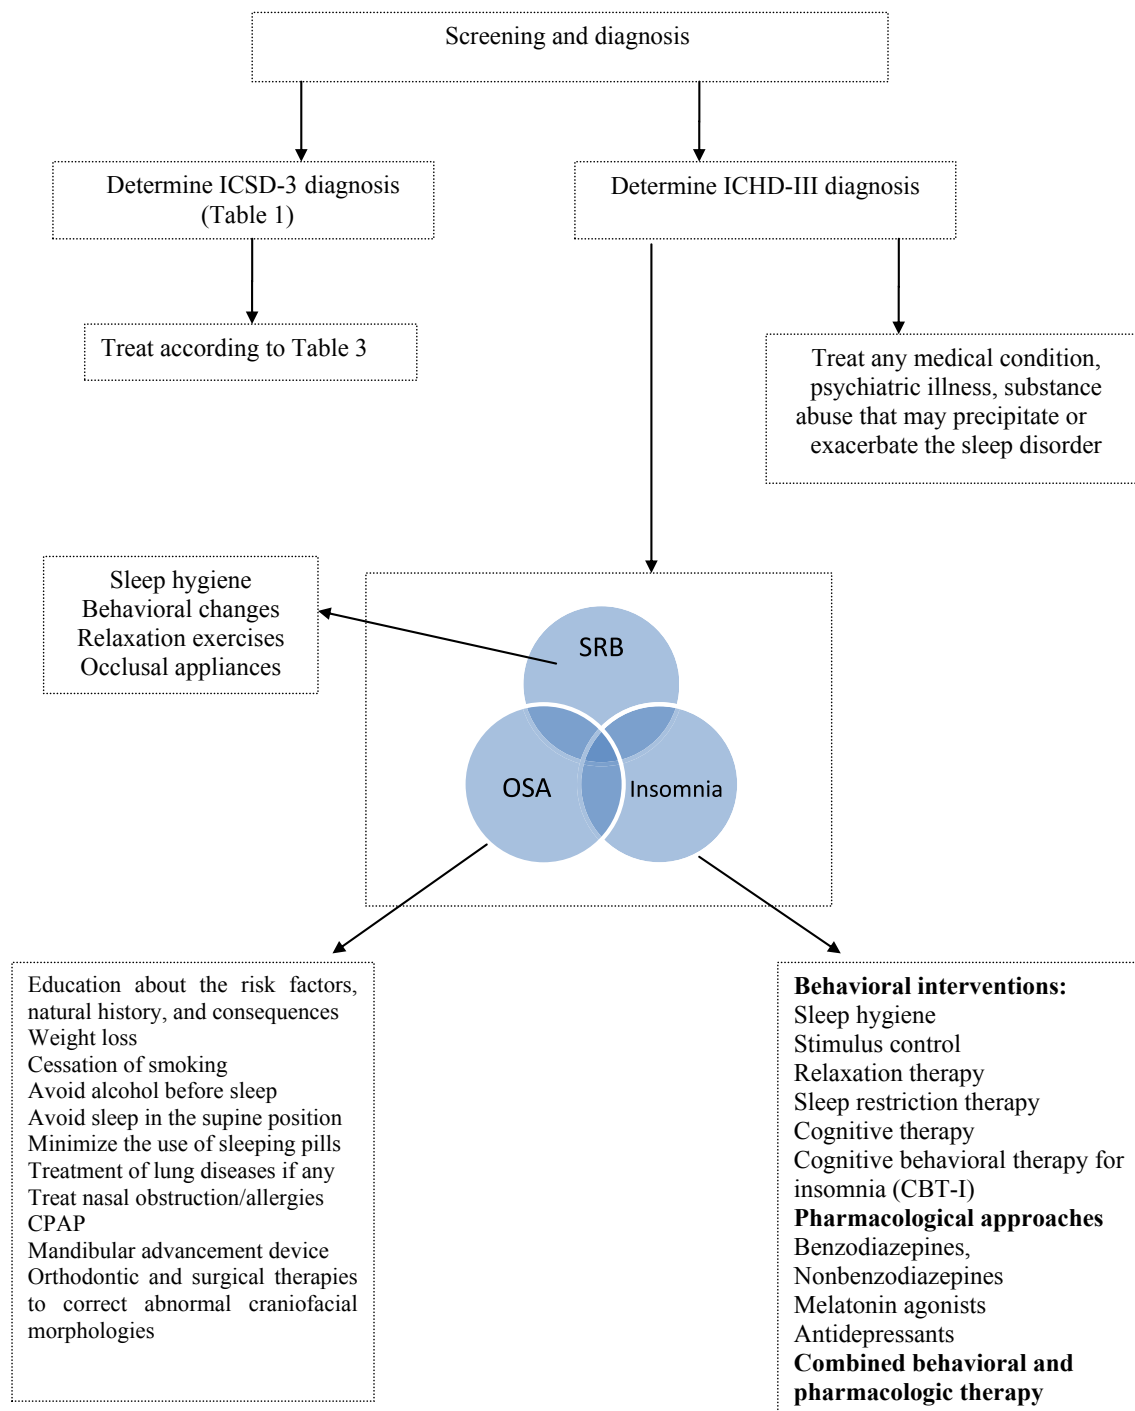 Screening and diagnosis
Determine ICSD-3 diagnosis
(Table 1)
Determine ICHD-III diagnosis
Treat according to Table 3
Treat any medical condition,
psychiatric illness, substance
abuse that may precipitate or
exacerbate the sleep disorder
Sleep hygiene
Behavioral changes
Relaxation exercises
Occlusal appliances
SRB
OSA
Insomnia
Education about the risk factors,
natural history, and consequences
Weight loss
Cessation of smoking
Avoid alcohol before sleep
Avoid sleep in the supine position
Minimize the use of sleeping pills
Treatment of lung diseases if any
Treat nasal obstruction/allergies
CPAP
Mandibular advancement device
Orthodontic and surgical therapies
to correct abnormal craniofacial
morphologies
Behavioral interventions:
Sleep hygiene
Stimulus control
Relaxation therapy
Sleep restriction therapy
Cognitive therapy
Cognitive behavioral therapy for
insomnia (CBT-I)
Pharmacological approaches
Benzodiazepines,
Nonbenzodiazepines
Melatonin agonists
Antidepressants
Combined behavioral and
pharmacologic therapy